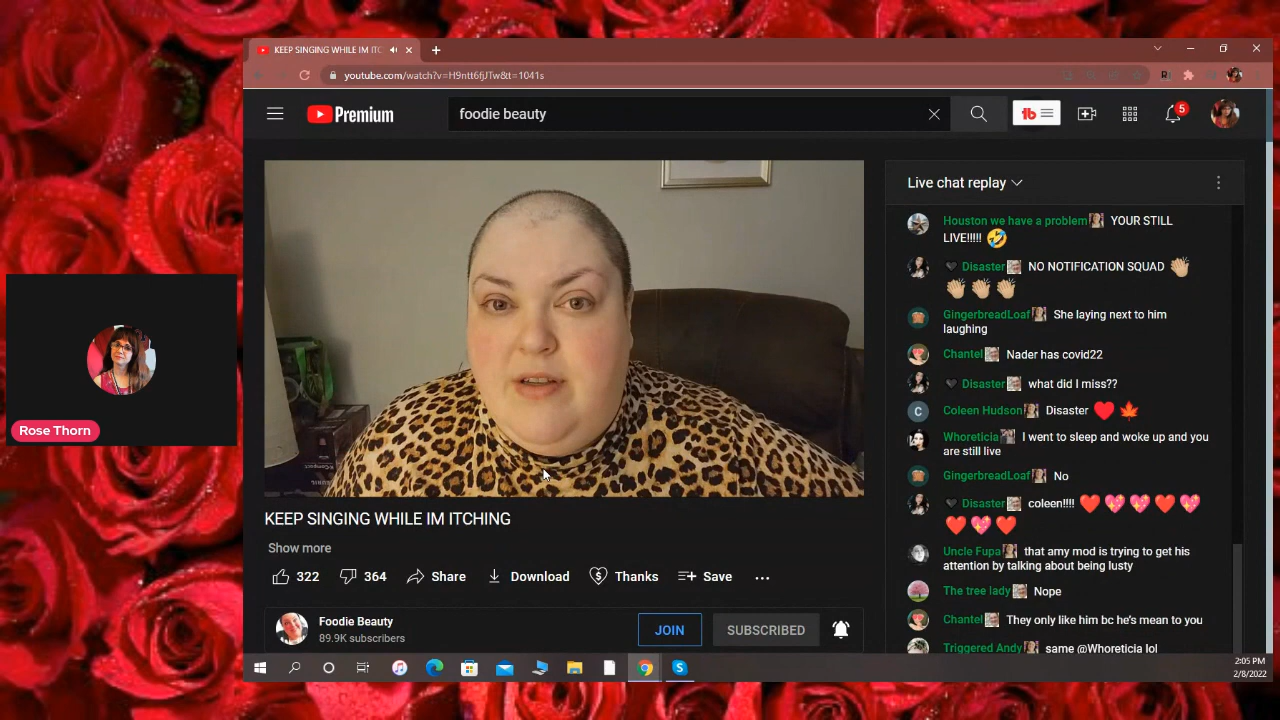 KEEP SINGING WHILE IM ITC
youtube.com/watch?v=H9ntt6fjJTw&t=1041s
Premium
foodie beauty
tb
5
Live chat replay
Houston we have a problem YOUR STILL
LIVE!!!!! 🤣
🖤 Disaster NO NOTIFICATION SQUAD 👏🏼
👏🏼 👏🏼 👏🏼
GingerbreadLoaf She laying next to him
laughing
Chantel Nader has covid22
🖤 Disaster what did I miss??
C
Coleen Hudson Disaster ❤️ 🍁
Whoreticia I went to sleep and woke up and you
are still live
GingerbreadLoaf No
🖤 Disaster coleen!!!! ❤️ 💖 💖 ❤️ 💖
❤️ 💖 ❤️
Uncle Fupa that amy mod is trying to get his
attention by talking about being lusty
The tree lady Nope
Chantel They only like him bc he's mean to you
Triggered Andy same @Whoreticia lol
Rose Thorn
KEEP SINGING WHILE IM ITCHING
Show more
322 364 Share Download Thanks Save ...
Foodie Beauty
89.9K subscribers
JOIN SUBSCRIBED
2:05 PM
2/8/2022